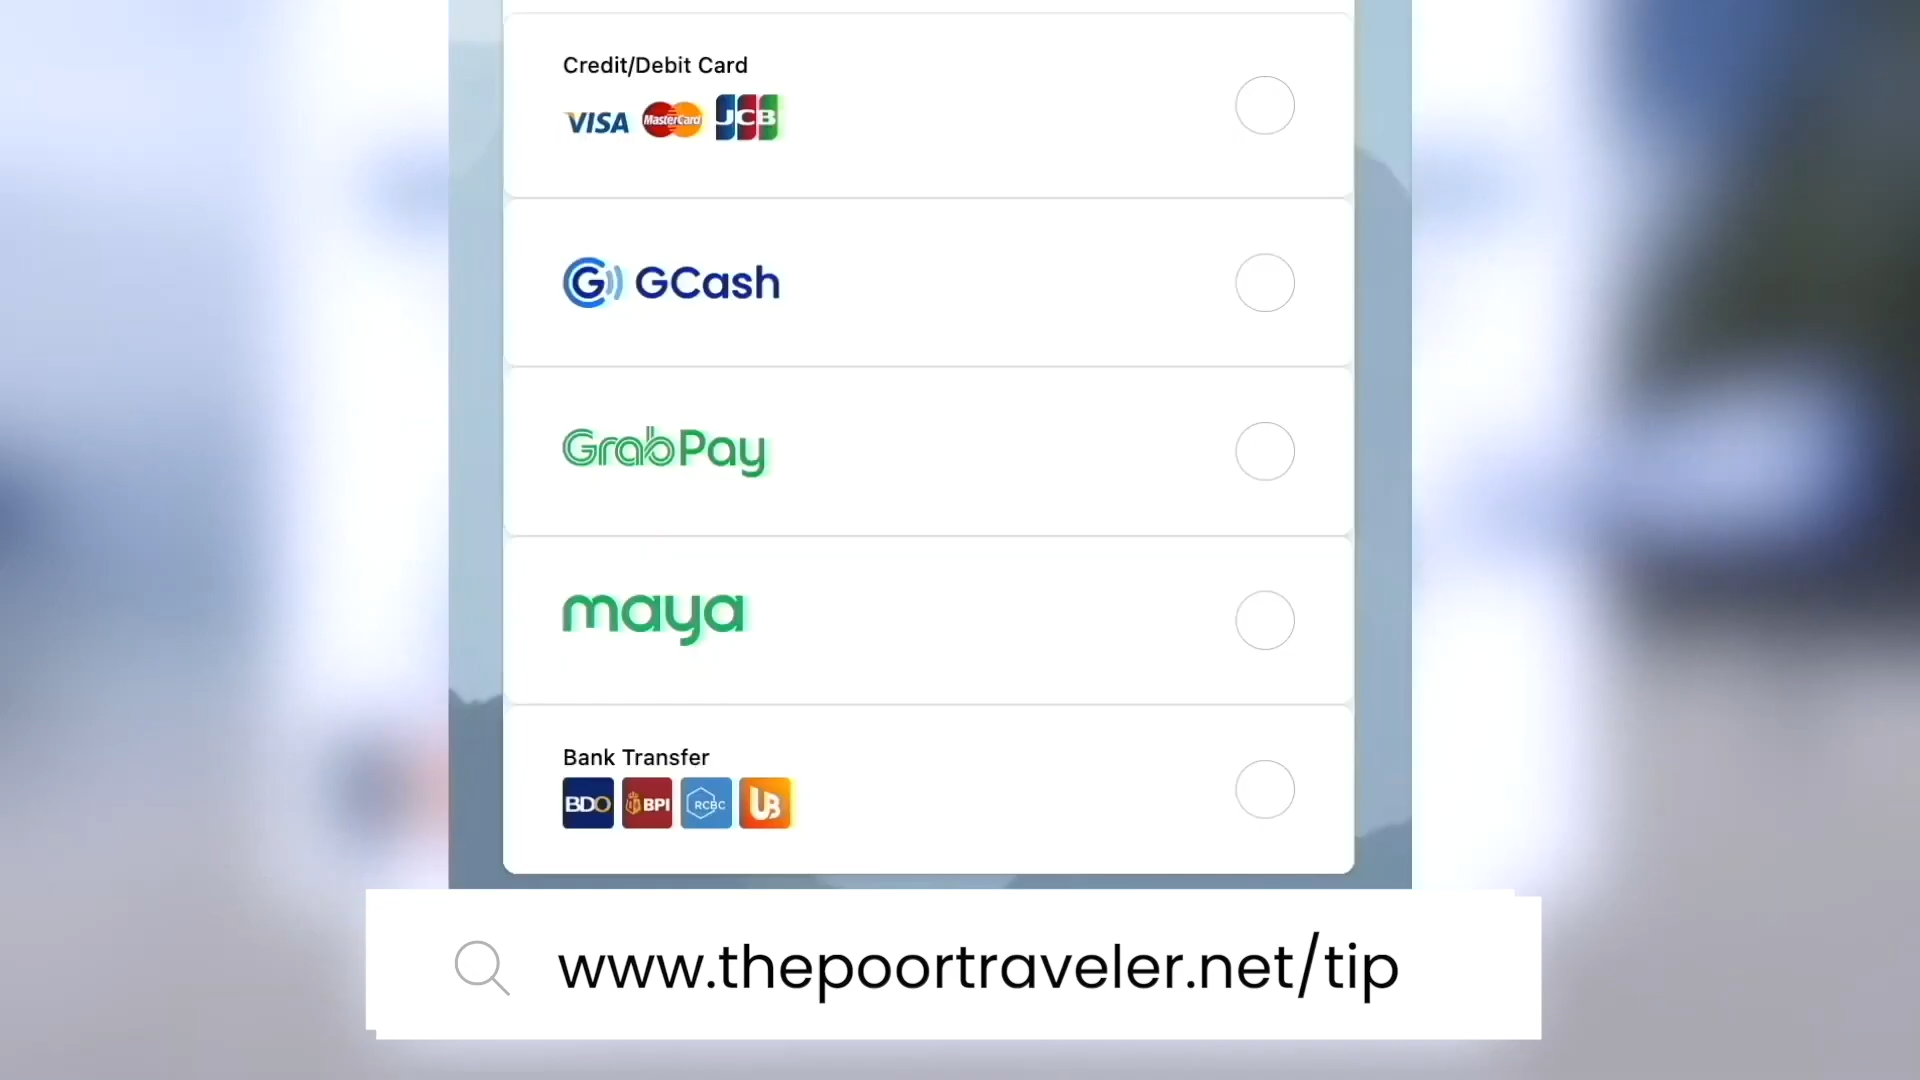 Credit/Debit Card
VISA MasterCard JCB
G GCash
GrabPay
maya
Bank Transfer
BDO BPI RCBC UB
www.thepoortraveler.net/tip